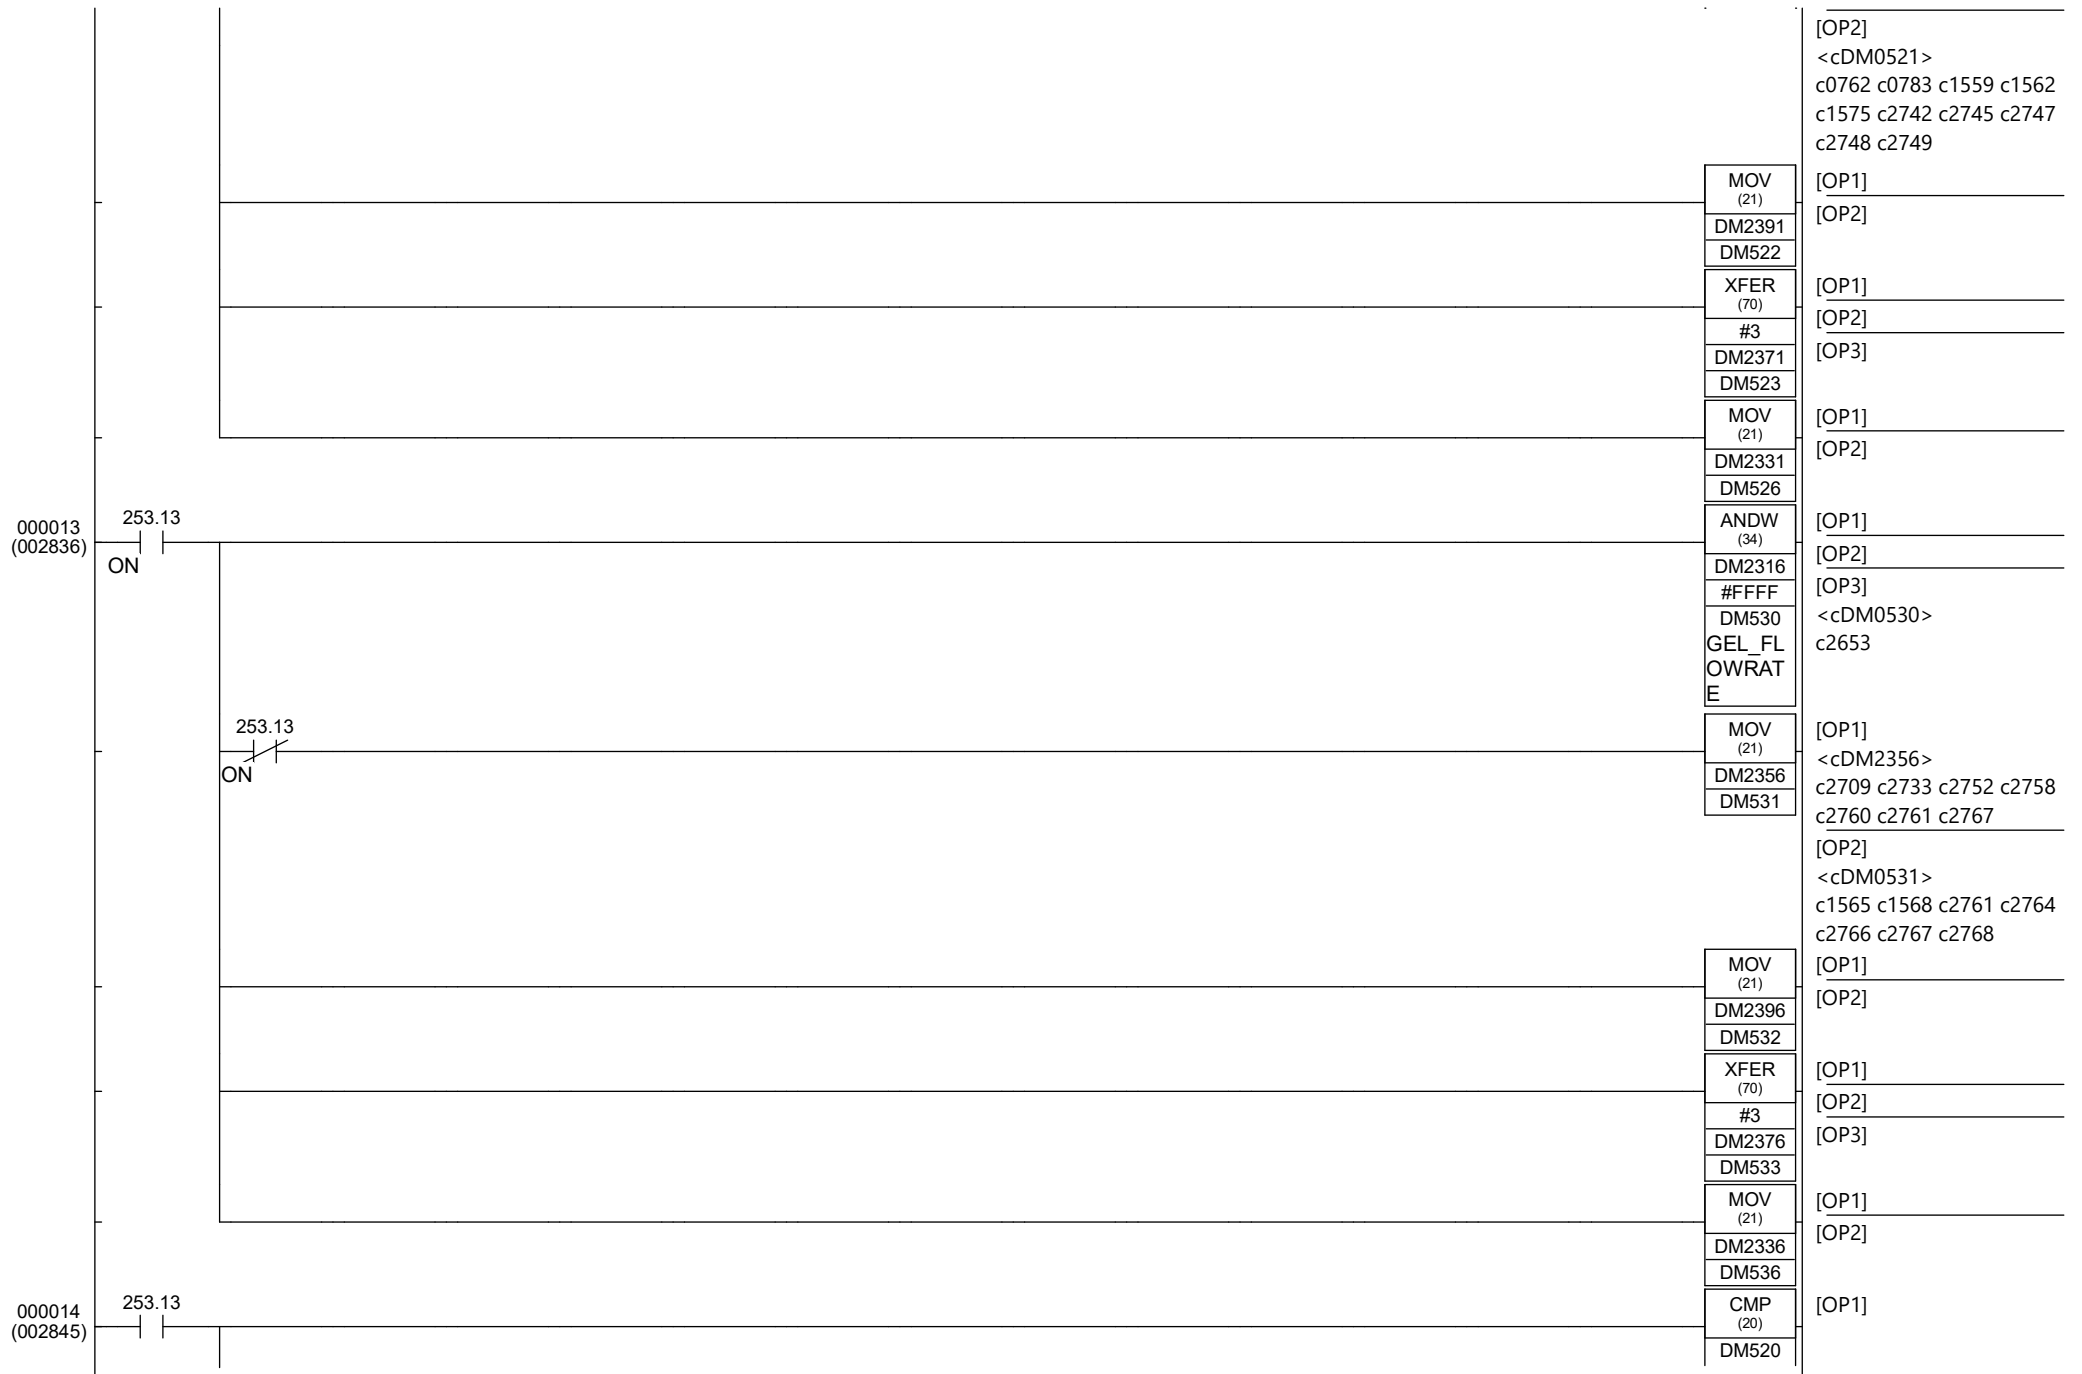 [OP2]
<cDM0521>
c0762 c0783 c1559 c1562
c1575 c2742 c2745 c2747
c2748 c2749
MOV
(21)
DM2391
DM522
[OP1]
[OP2]
XFER
(70)
#3
DM2371
DM523
[OP1]
[OP2]
[OP3]
MOV
(21)
DM2331
DM526
[OP1]
[OP2]
000013
(002836)
253.13
ON
ANDW
(34)
DM2316
#FFFF
DM530
GEL_FL
OWRAT
E
[OP1]
[OP2]
[OP3]
<cDM0530>
c2653
253.13
ON
MOV
(21)
DM2356
DM531
[OP1]
<cDM2356>
c2709 c2733 c2752 c2758
c2760 c2761 c2767
[OP2]
<cDM0531>
c1565 c1568 c2761 c2764
c2766 c2767 c2768
MOV
(21)
DM2396
DM532
[OP1]
[OP2]
XFER
(70)
#3
DM2376
DM533
[OP1]
[OP2]
[OP3]
MOV
(21)
DM2336
DM536
[OP1]
[OP2]
000014
(002845)
253.13
CMP
(20)
DM520
[OP1]